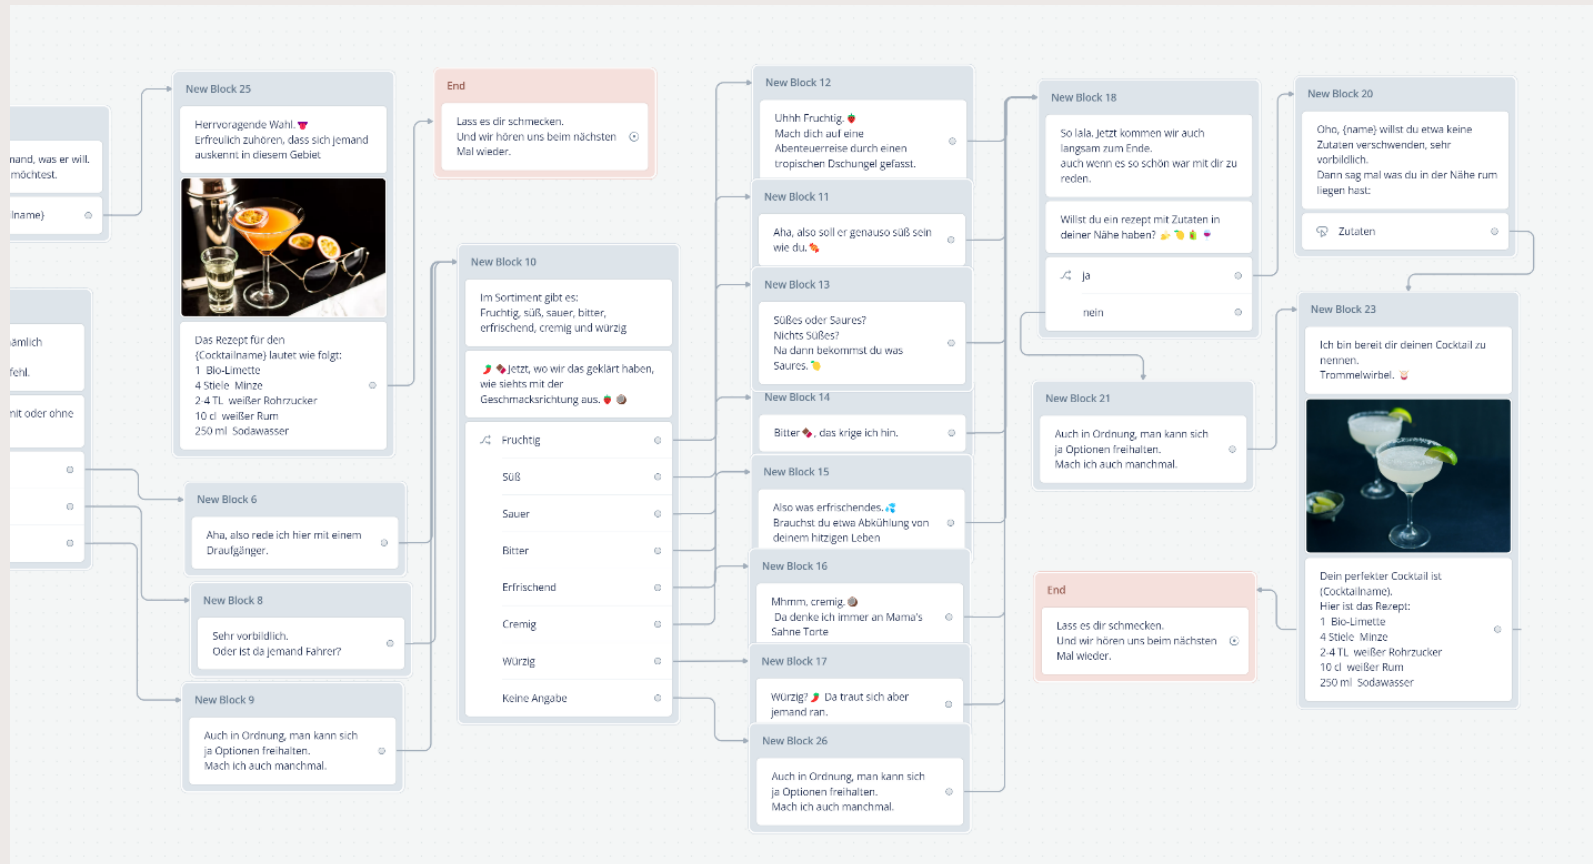 nand, was er will.
möchtest.
lname}
ämlich
fehl.
mit oder ohne
New Block 25
Herrvoragende Wahl.👅
Erfreulich zuhören, dass sich jemand
auskennt in diesem Gebiet
Das Rezept für den
{Cocktailname} lautet wie folgt:
1 Bio-Limette
4 Stiele Minze
2-4 TL weißer Rohrzucker
10 cl weißer Rum
250 ml Sodawasser
New Block 6
Aha, also rede ich hier mit einem
Draufgänger.
New Block 8
Sehr vorbildlich.
Oder ist da jemand Fahrer?
New Block 9
Auch in Ordnung, man kann sich
ja Optionen freihalten.
Mach ich auch manchmal.
End
Lass es dir schmecken.
Und wir hören uns beim nächsten
Mal wieder.
New Block 10
Im Sortiment gibt es:
Fruchtig, süß, sauer, bitter,
erfrischend, cremig und würzig
🌶️🍫Jetzt, wo wir das geklärt haben,
wie siehts mit der
Geschmacksrichtung aus.🍓🥥
Fruchtig
Süß
Sauer
Bitter
Erfrischend
Cremig
Würzig
Keine Angabe
New Block 12
Uhhh Fruchtig.🍓
Mach dich auf eine
Abenteuerreise durch einen
tropischen Dschungel gefasst.
New Block 11
Aha, also soll er genauso süß sein
wie du.🍬
New Block 13
Süßes oder Saures?
Nichts Süßes?
Na dann bekommst du was
Saures.🍋
New Block 14
Bitter🍫, das krige ich hin.
New Block 15
Also was erfrischendes.💦
Brauchst du etwa Abkühlung von
deinem hitzigen Leben
New Block 16
Mhmm, cremig.🥥
Da denke ich immer an Mama's
Sahne Torte
New Block 17
Würzig?🌶️ Da traut sich aber
jemand ran.
New Block 26
Auch in Ordnung, man kann sich
ja Optionen freihalten.
Mach ich auch manchmal.
New Block 18
So lala. Jetzt kommen wir auch
langsam zum Ende.
auch wenn es so schön war mit dir zu
reden.
Willst du ein rezept mit Zutaten in
deiner Nähe haben?🍌🍋🍾🍷
ja
nein
New Block 21
Auch in Ordnung, man kann sich
ja Optionen freihalten.
Mach ich auch manchmal.
End
Lass es dir schmecken.
Und wir hören uns beim nächsten
Mal wieder.
New Block 20
Oho, {name} willst du etwa keine
Zutaten verschwenden, sehr
vorbildlich.
Dann sag mal was du in der Nähe rum
liegen hast:
Zutaten
New Block 23
Ich bin bereit dir deinen Cocktail zu
nennen.
Trommelwirbel.🥁
Dein perfekter Cocktail ist
{Cocktailname}.
Hier ist das Rezept:
1 Bio-Limette
4 Stiele Minze
2-4 TL weißer Rohrzucker
10 cl weißer Rum
250 ml Sodawasser